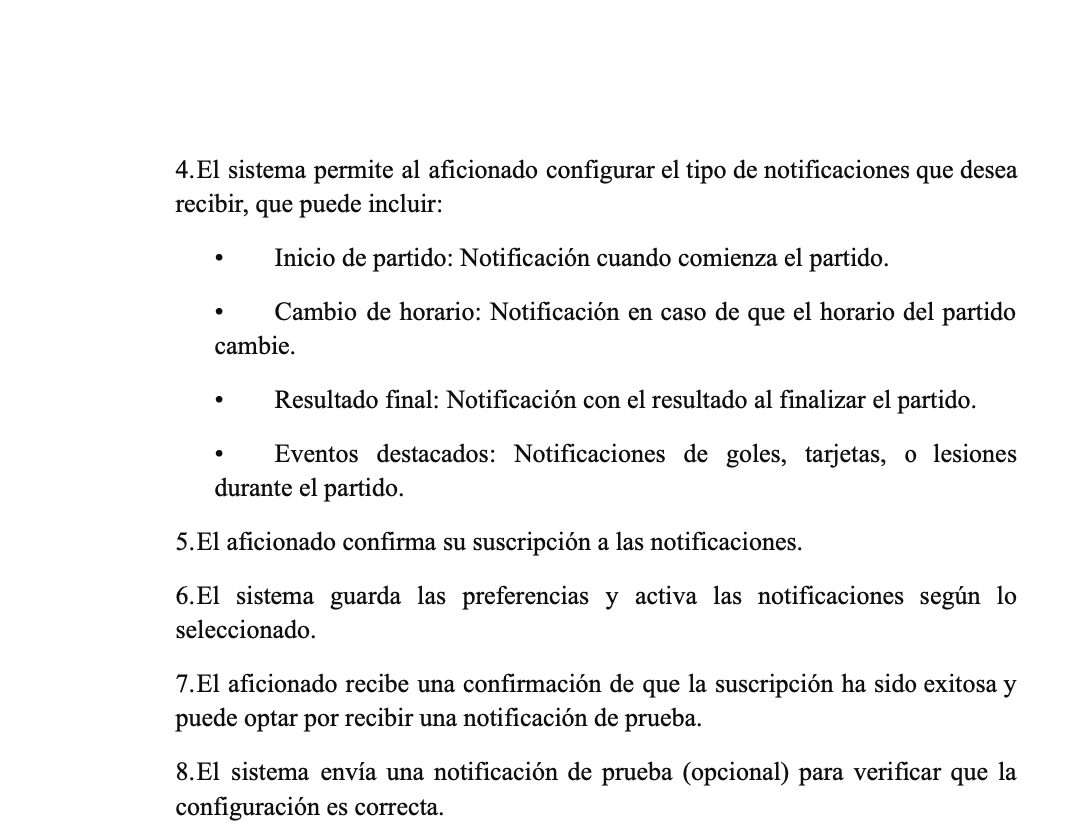 4.El sistema permite al aficionado configurar el tipo de notificaciones que desea
recibir, que puede incluir:
• Inicio de partido: Notificación cuando comienza el partido.
• Cambio de horario: Notificación en caso de que el horario del partido
cambie.
• Resultado final: Notificación con el resultado al finalizar el partido.
• Eventos destacados: Notificaciones de goles, tarjetas, o lesiones
durante el partido.
5.El aficionado confirma su suscripción a las notificaciones.
6.El sistema guarda las preferencias y activa las notificaciones según lo
seleccionado.
7.El aficionado recibe una confirmación de que la suscripción ha sido exitosa y
puede optar por recibir una notificación de prueba.
8.El sistema envía una notificación de prueba (opcional) para verificar que la
configuración es correcta.